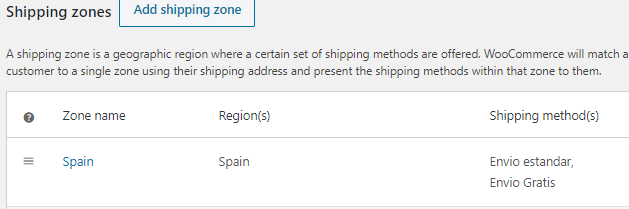 Shipping zones Add shipping zone
A shipping zone is a geographic region where a certain set of shipping methods are offered. WooCommerce will match a
customer to a single zone using their shipping address and present the shipping methods within that zone to them.
Zone name Region(s) Shipping method(s)
Spain Spain Envio estandar,
Envio Gratis